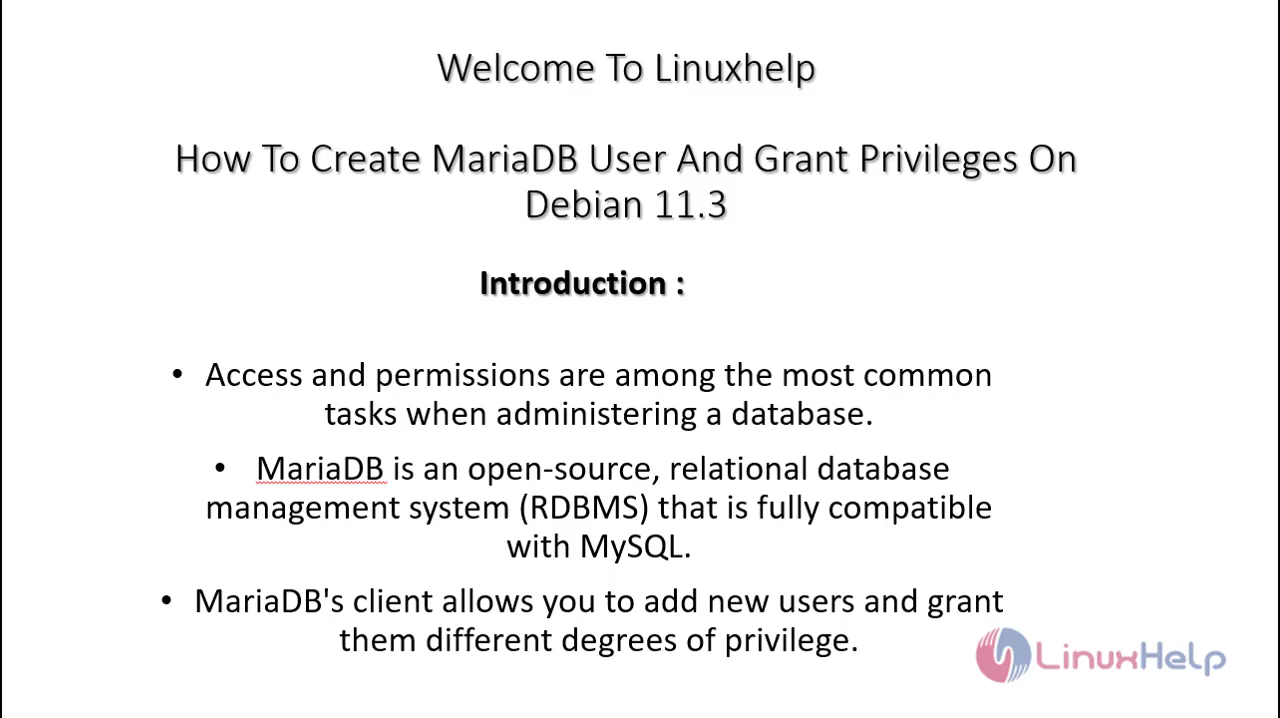 Welcome To Linuxhelp
How To Create MariaDB User And Grant Privileges On
Debian 11.3
Introduction :
• Access and permissions are among the most common
tasks when administering a database.
• MariaDB is an open-source, relational database
management system (RDBMS) that is fully compatible
with MySQL.
• MariaDB's client allows you to add new users and grant
them different degrees of privilege.
LinuxHelp